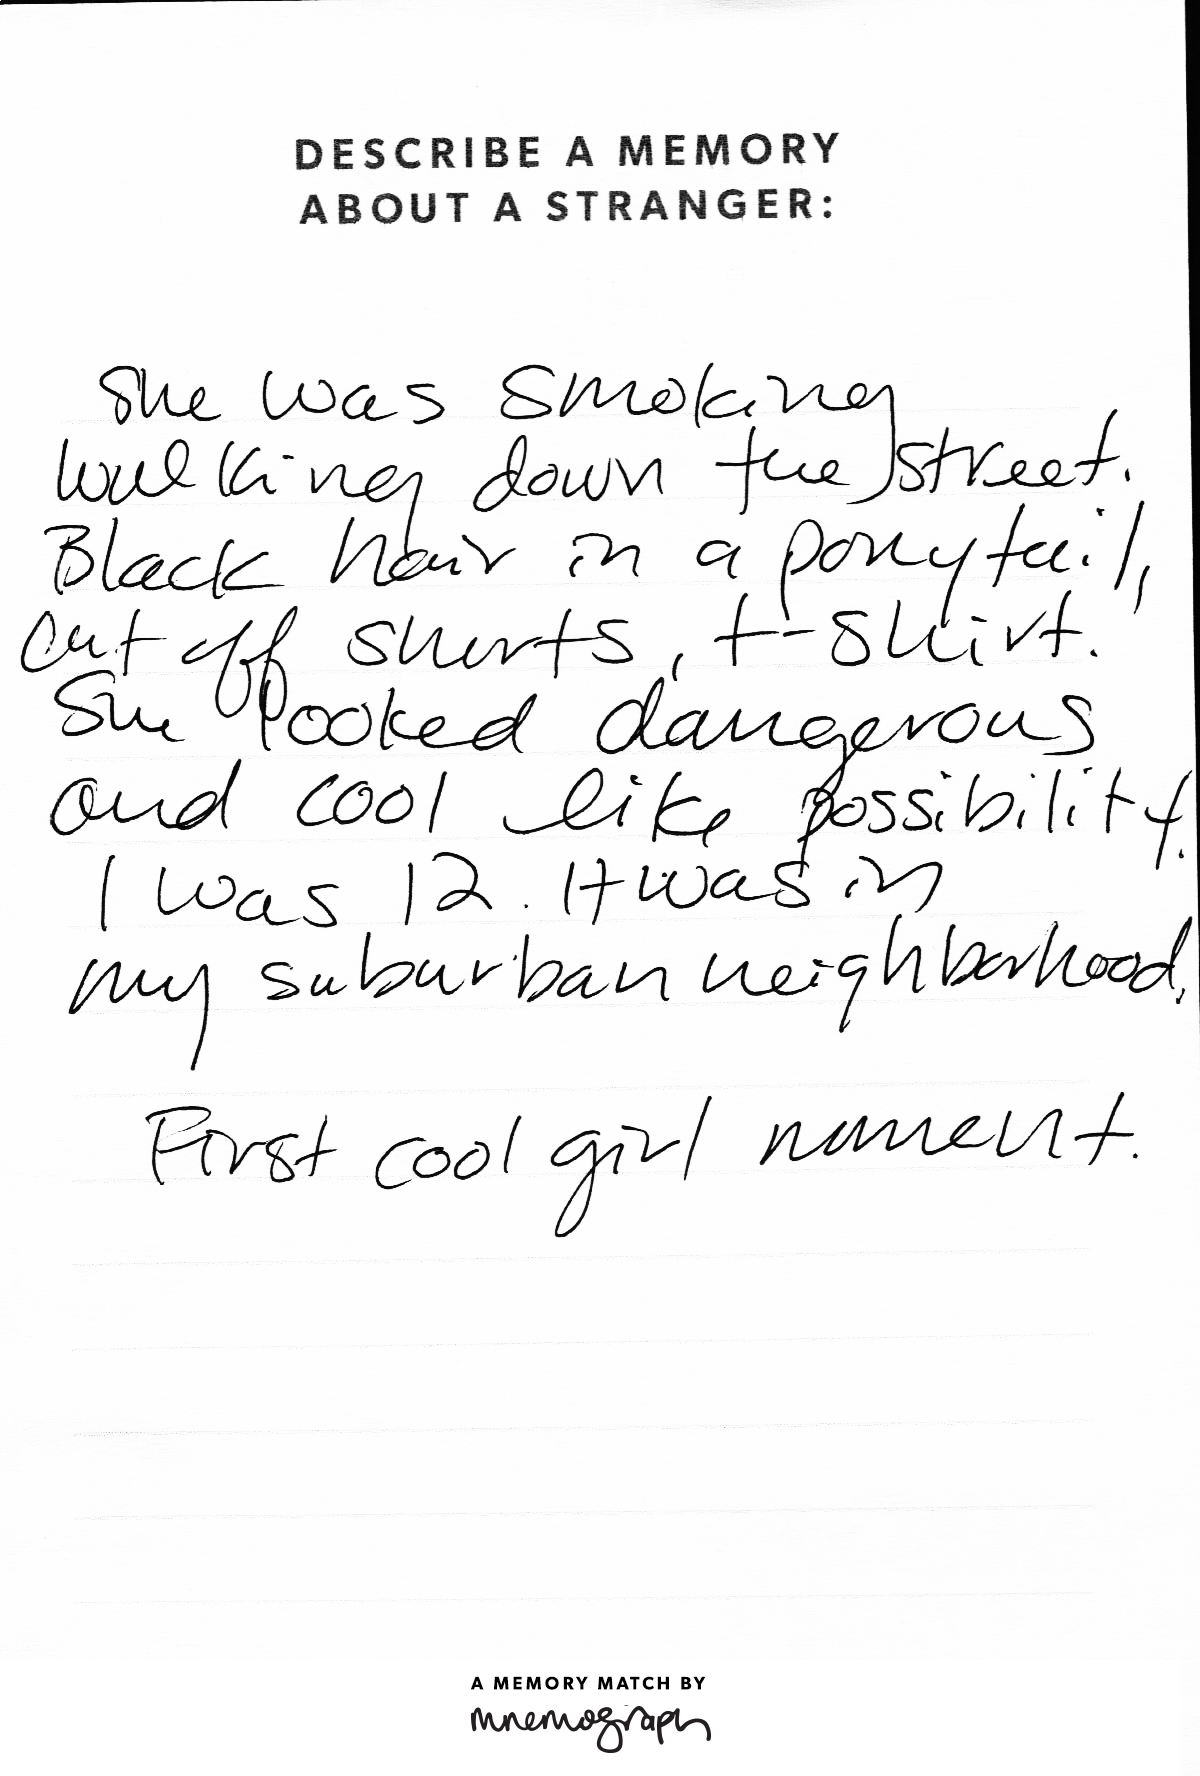 DESCRIBE A MEMORY
ABOUT A STRANGER:
She was smoking
walking down the street.
Black hair in a ponytail,
cut off shorts, t-shirt.
She looked dangerous
and cool like possibility.
I was 12. It was in
my suburban neighborhood.
First cool girl moment.
A MEMORY MATCH BY
mnemograph